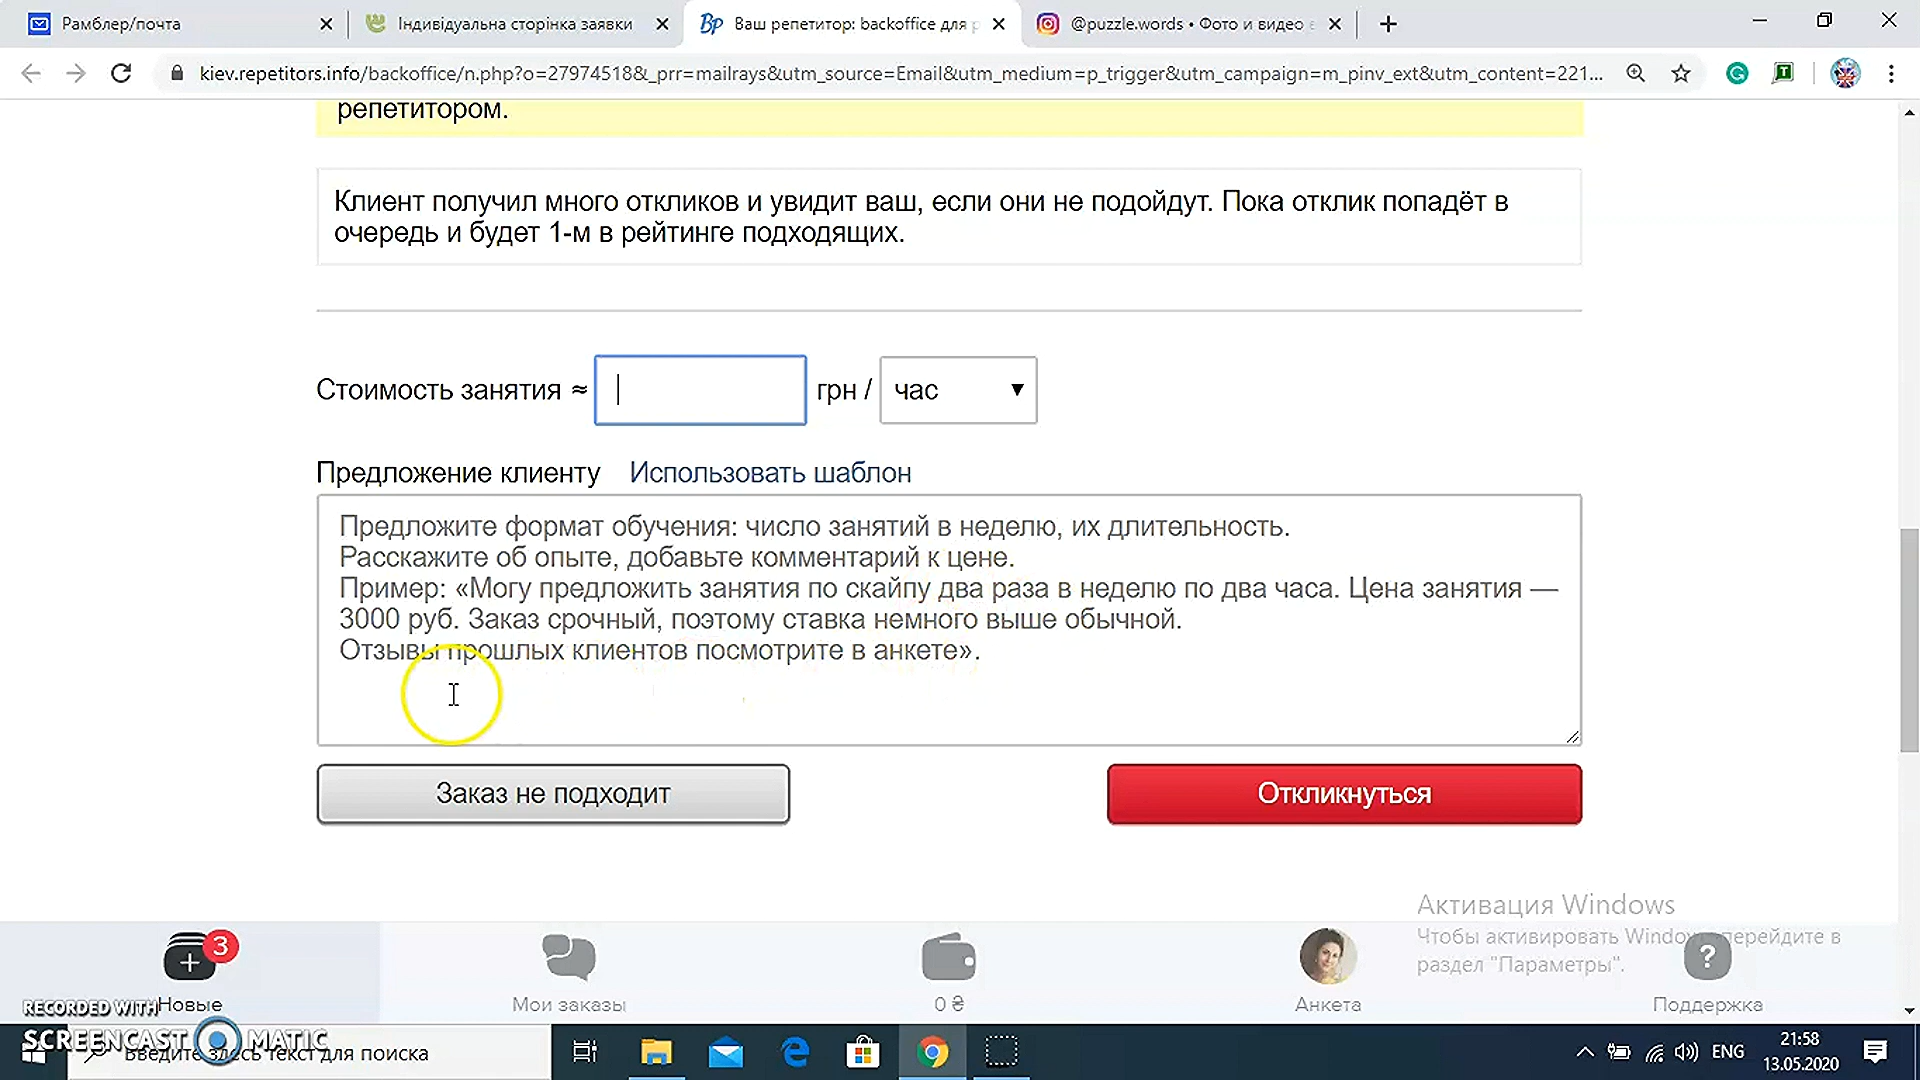 Рамблер/почта
Індивідуальна сторінка заявки
Ваш репетитор: backoffice для р
@puzzle.words • Фото и видео в
kiev.repetitors.info/backoffice/n.php?o=27974518&_prr=mailrays&utm_source=Email&utm_medium=p_trigger&utm_campaign=m_pinv_ext&utm_content=221...
репетитором.
Клиент получил много откликов и увидит ваш, если они не подойдут. Пока отклик попадёт в
очередь и будет 1-м в рейтинге подходящих.
Стоимость занятия ≈ грн / час
Предложение клиенту Использовать шаблон
Предложите формат обучения: число занятий в неделю, их длительность.
Расскажите об опыте, добавьте комментарий к цене.
Пример: «Могу предложить занятия по скайпу два раза в неделю по два часа. Цена занятия —
3000 руб. Заказ срочный, поэтому ставка немного выше обычной.
Отзывы прошлых клиентов посмотрите в анкете».
Заказ не подходит
Откликнуться
Активация Windows
Чтобы активировать Windows, перейдите в
раздел "Параметры".
3
Новые
Мои заказы
0 ₴
Анкета
?
Поддержка
RECORDED WITH
SCREENCAST MATIC
Введите здесь текст для поиска
ENG
21:58
13.05.2020